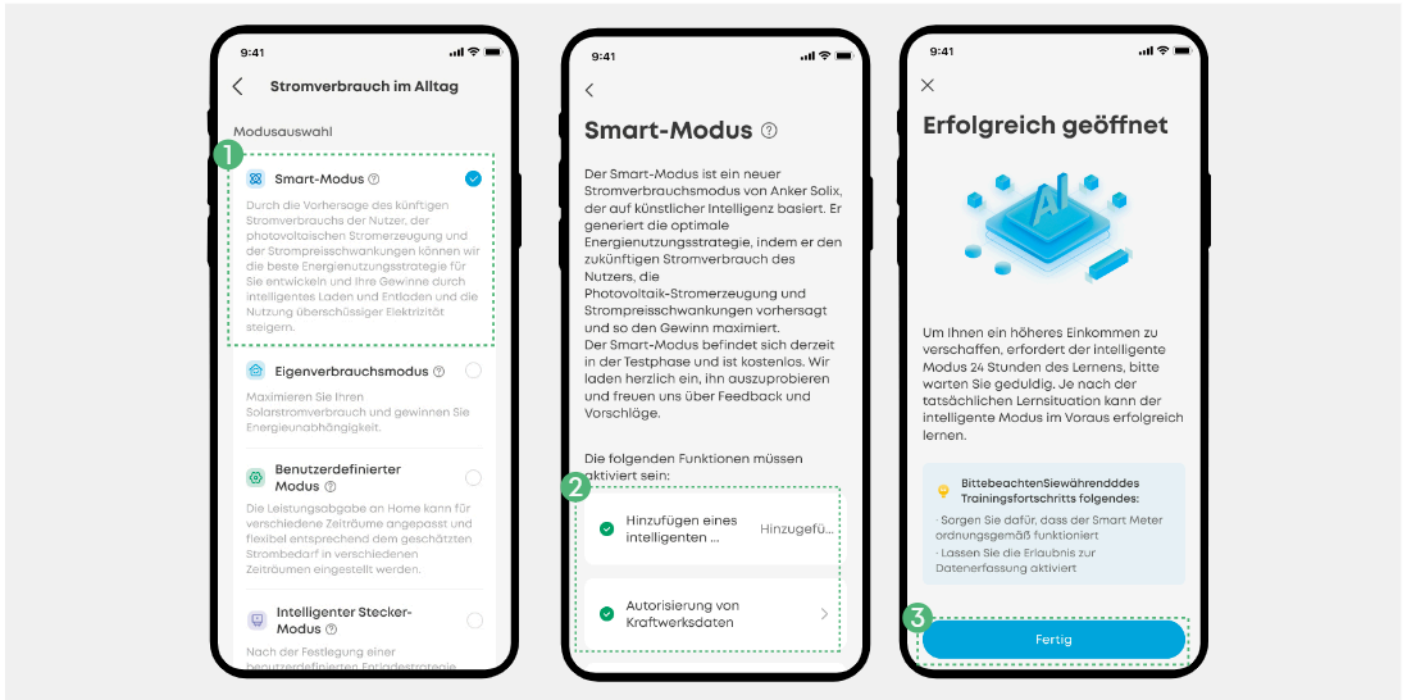 9:41
Stromverbrauch im Alltag
Modusauswahl
1
Smart-Modus ?
Durch die Vorhersage des künftigen
Stromverbrauchs der Nutzer, der
photovoltaischen Stromerzeugung und
der Strompreisschwankungen können wir
die beste Energienutzungsstrategie für
Sie entwickeln und Ihre Gewinne durch
intelligentes Laden und Entladen und die
Nutzung überschüssiger Elektrizität
steigern.
Eigenverbrauchsmodus ?
Maximieren Sie Ihren
Solarstromverbrauch und gewinnen Sie
Energieunabhängigkeit.
Benutzerdefinierter
Modus ?
Die Leistungsabgabe an Home kann für
verschiedene Zeiträume angepasst und
flexibel entsprechend dem geschätzten
Strombedarf in verschiedenen
Zeiträumen eingestellt werden.
Intelligenter Stecker-
Modus ?
Nach der Festlegung einer
benutzerdefinierten Entladestrategie
9:41
Smart-Modus ?
Der Smart-Modus ist ein neuer
Stromverbrauchsmodus von Anker Solix,
der auf künstlicher Intelligenz basiert. Er
generiert die optimale
Energienutzungsstrategie, indem er den
zukünftigen Stromverbrauch des
Nutzers, die
Photovoltaik-Stromerzeugung und
Strompreisschwankungen vorhersagt
und so den Gewinn maximiert.
Der Smart-Modus befindet sich derzeit
in der Testphase und ist kostenlos. Wir
laden herzlich ein, ihn auszuprobieren
und freuen uns über Feedback und
Vorschläge.
Die folgenden Funktionen müssen
aktiviert sein:
2
Hinzufügen eines
intelligenten ...
Hinzugefü...
Autorisierung von
Kraftwerksdaten
9:41
Erfolgreich geöffnet
AI
Um Ihnen ein höheres Einkommen zu
verschaffen, erfordert der intelligente
Modus 24 Stunden des Lernens, bitte
warten Sie geduldig. Je nach der
tatsächlichen Lernsituation kann der
intelligente Modus im Voraus erfolgreich
lernen.
BittebeachtenSiewährendddes
Trainingsfortschritts folgendes:
· Sorgen Sie dafür, dass der Smart Meter
ordnungsgemäß funktioniert
· Lassen Sie die Erlaubnis zur
Datenerfassung aktiviert
3
Fertig